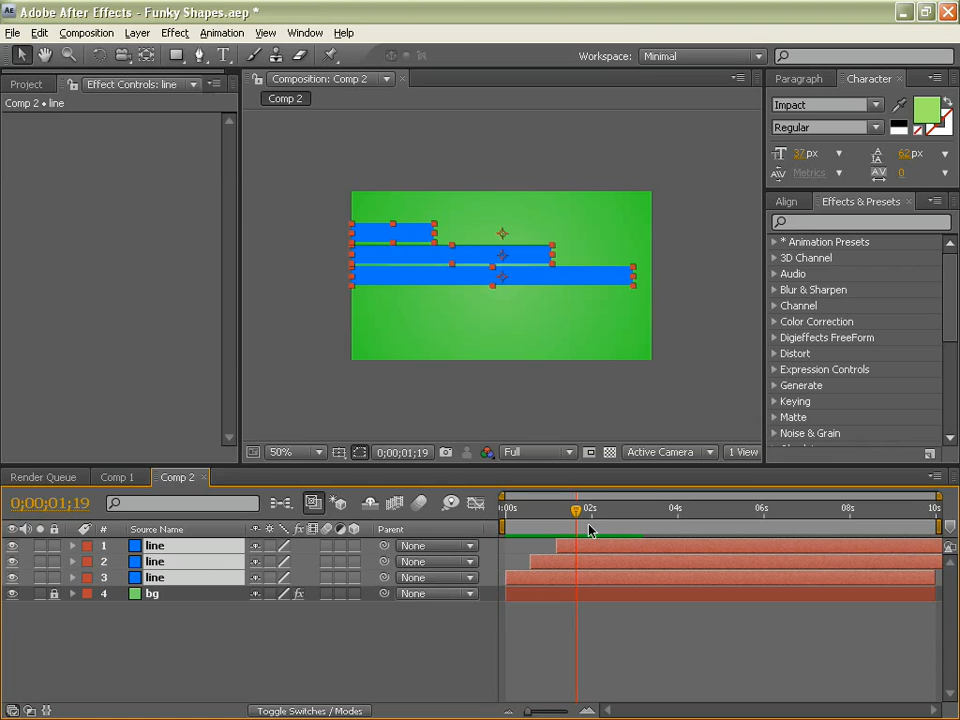 Adobe After Effects - Funky Shapes.aep *
File Edit Composition Layer Effect Animation View Window Help
Workspace: Minimal
Project Effect Controls: line
Comp 2 • line
Composition: Comp 2
Comp 2
Paragraph Character
Impact
Regular
37 px 62 px
Metrics 0
Align Effects & Presets
* Animation Presets
3D Channel
Audio
Blur & Sharpen
Channel
Color Correction
Digieffects FreeForm
Distort
Expression Controls
Generate
Keying
Matte
Noise & Grain
50% 0;00;01;19 Full Active Camera 1 View
Render Queue Comp 1 Comp 2
0;00;01;19
:00s 02s 04s 06s 08s 10s
# Source Name Parent
1 line None
2 line None
3 line None
4 bg None
Toggle Switches / Modes